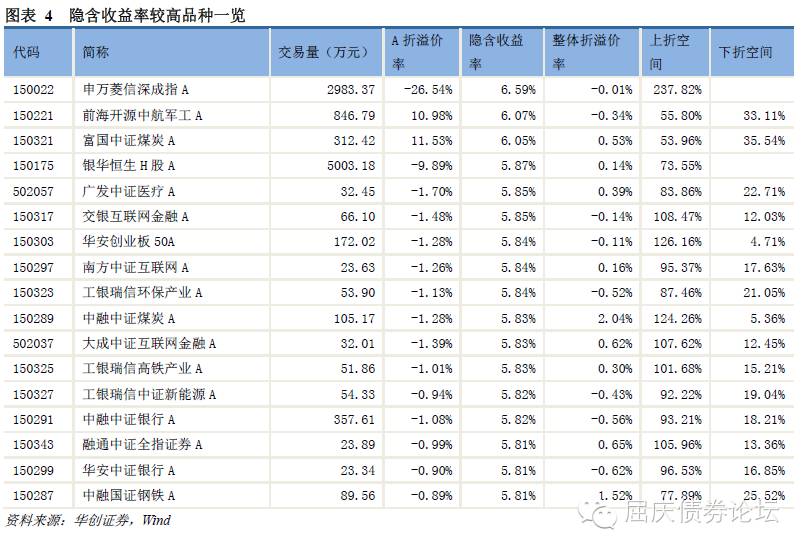 图表 4 隐含收益率较高品种一览
代码 简称 交易量（万元） A 折溢价率 隐含收益率 整体折溢价率 上折空间 下折空间
150022 申万菱信深成指 A 2983.37 -26.54% 6.59% -0.01% 237.82%
150221 前海开源中航军工 A 846.79 10.98% 6.07% -0.34% 55.80% 33.11%
150321 富国中证煤炭 A 312.42 11.53% 6.05% 0.53% 53.96% 35.54%
150175 银华恒生 H 股 A 5003.18 -9.89% 5.87% 0.14% 73.55%
502057 广发中证医疗 A 32.45 -1.70% 5.85% 0.39% 83.86% 22.71%
150317 交银互联网金融 A 66.10 -1.48% 5.85% -0.14% 108.47% 12.03%
150303 华安创业板 50A 172.02 -1.28% 5.84% -0.11% 126.16% 4.71%
150297 南方中证互联网 A 23.63 -1.26% 5.84% 0.16% 95.37% 17.63%
150323 工银瑞信环保产业 A 53.90 -1.13% 5.84% -0.52% 87.46% 21.05%
150289 中融中证煤炭 A 105.17 -1.28% 5.83% 2.04% 124.26% 5.36%
502037 大成中证互联网金融 A 32.01 -1.39% 5.83% 0.62% 107.62% 12.45%
150325 工银瑞信高铁产业 A 51.86 -1.01% 5.83% 0.30% 101.68% 15.21%
150327 工银瑞信中证新能源 A 54.33 -0.94% 5.82% -0.43% 92.22% 19.04%
150291 中融中证银行 A 357.61 -1.08% 5.82% -0.56% 93.21% 18.21%
150343 融通中证全指证券 A 23.89 -0.99% 5.81% 0.65% 105.96% 13.36%
150299 华安中证银行 A 23.34 -0.90% 5.81% -0.62% 96.53% 16.85%
150287 中融国证钢铁 A 89.56 -0.89% 5.81% 1.52% 77.89% 25.52%
资料来源：华创证券，Wind
屈庆债券论坛